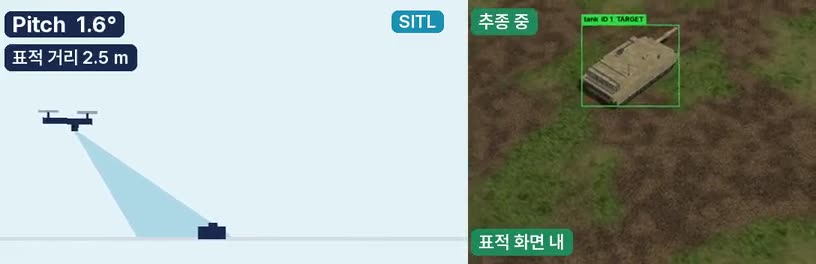 Pitch 1.6°
SITL
표적 거리 2.5 m
추종 중
tank ID 1 TARGET
표적 화면 내